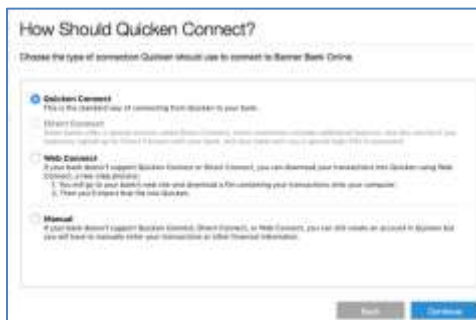 How Should Quicken Connect?
Choose the type of connection Quicken should use to connect to Banner Bank Online.
Quicken Connect
This is the standard way of connecting from Quicken to your bank.
Direct Connect
Web Connect
If your bank doesn't support Quicken Connect or Direct Connect, you can download your transactions into Quicken using Web
Connect, a two step process:
1. You will go to your bank's web site and download a file containing your transactions onto your computer.
2. Then you'll import that file into Quicken.
Manual
If your bank doesn't support Quicken Connect, Direct Connect, or Web Connect, you can still create an account in Quicken but
you will have to manually enter your transactions or other financial information.
Back
Continue